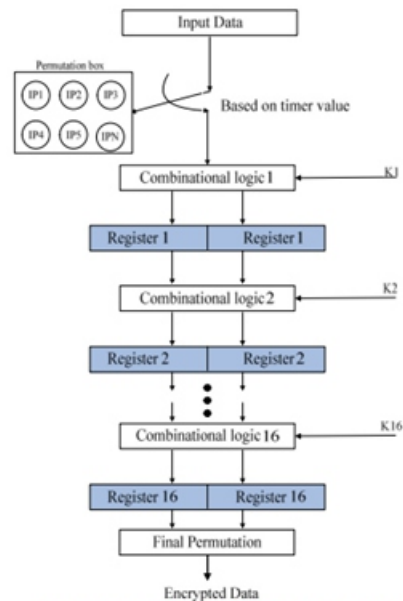 Input Data
Permutation box
IP1 IP2 IP3
Based on timer value
IP4 IP5 IPN
Combinational logic 1
K1
Register 1 Register 1
Combinational logic 2
K2
Register 2 Register 2
Combinational logic 16
K16
Register 16 Register 16
Final Permutation
Encrypted Data